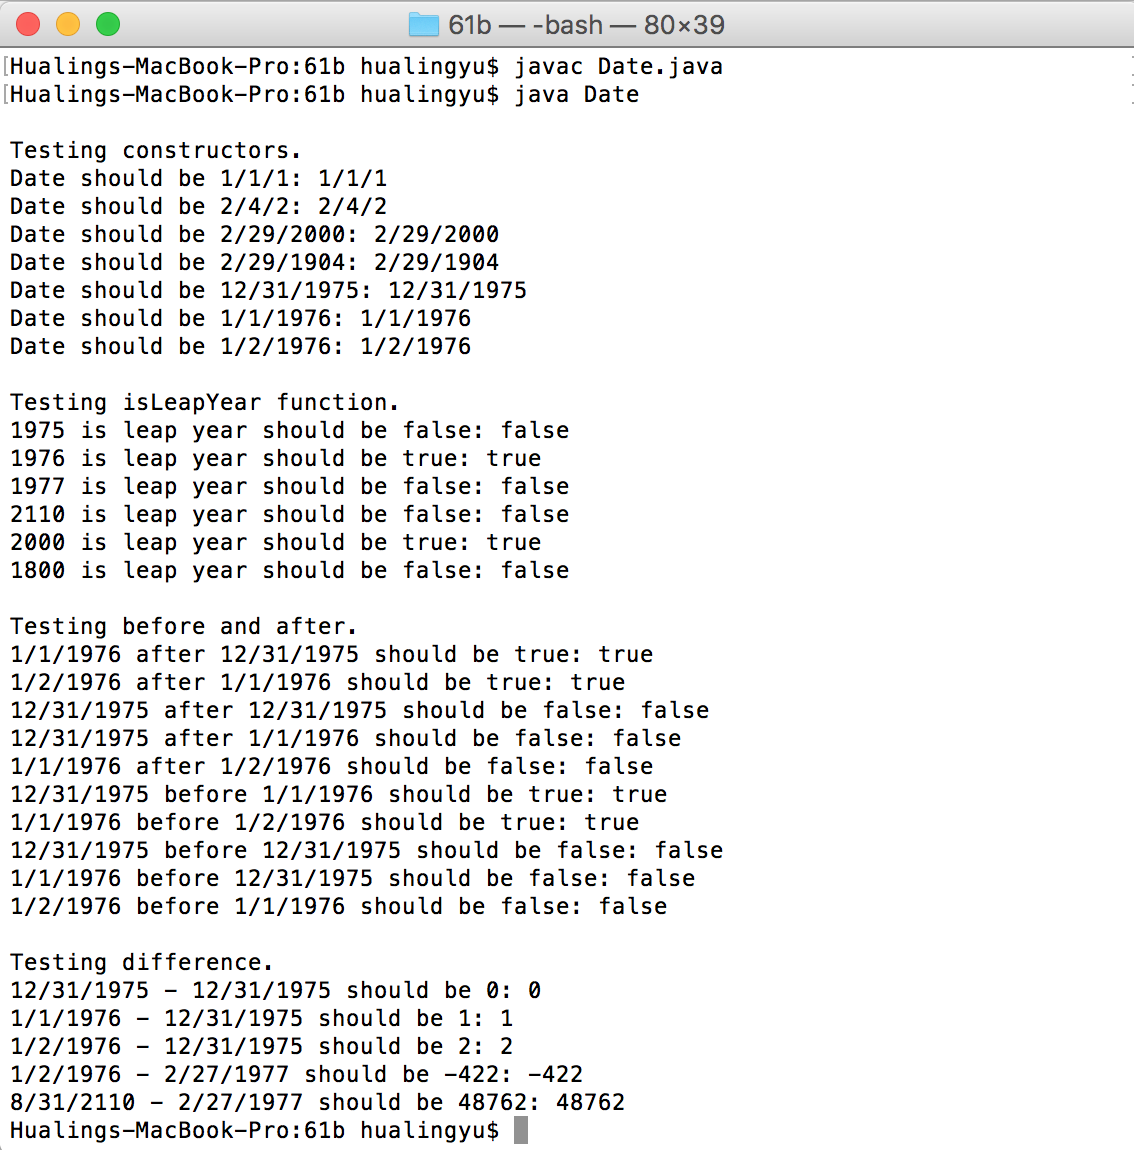 61b — -bash — 80×39
[Hualings-MacBook-Pro:61b hualingyu$ javac Date.java
[Hualings-MacBook-Pro:61b hualingyu$ java Date
Testing constructors.
Date should be 1/1/1: 1/1/1
Date should be 2/4/2: 2/4/2
Date should be 2/29/2000: 2/29/2000
Date should be 2/29/1904: 2/29/1904
Date should be 12/31/1975: 12/31/1975
Date should be 1/1/1976: 1/1/1976
Date should be 1/2/1976: 1/2/1976
Testing isLeapYear function.
1975 is leap year should be false: false
1976 is leap year should be true: true
1977 is leap year should be false: false
2110 is leap year should be false: false
2000 is leap year should be true: true
1800 is leap year should be false: false
Testing before and after.
1/1/1976 after 12/31/1975 should be true: true
1/2/1976 after 1/1/1976 should be true: true
12/31/1975 after 12/31/1975 should be false: false
12/31/1975 after 1/1/1976 should be false: false
1/1/1976 after 1/2/1976 should be false: false
12/31/1975 before 1/1/1976 should be true: true
1/1/1976 before 1/2/1976 should be true: true
12/31/1975 before 12/31/1975 should be false: false
1/1/1976 before 12/31/1975 should be false: false
1/2/1976 before 1/1/1976 should be false: false
Testing difference.
12/31/1975 - 12/31/1975 should be 0: 0
1/1/1976 - 12/31/1975 should be 1: 1
1/2/1976 - 12/31/1975 should be 2: 2
1/2/1976 - 2/27/1977 should be -422: -422
8/31/2110 - 2/27/1977 should be 48762: 48762
Hualings-MacBook-Pro:61b hualingyu$